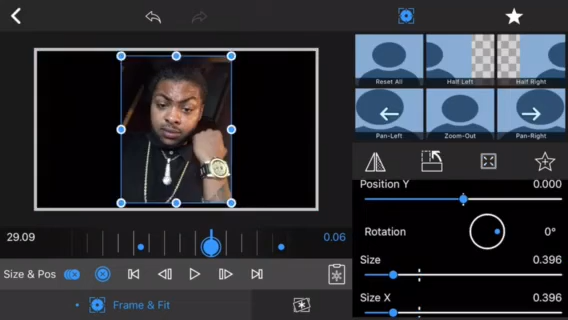 Reset All
Half Left
Half Right
Pan-Left
Zoom-Out
Pan-Right
Position Y 0.000
29.09
0.06
Rotation 0°
Size 0.396
Size & Pos
Size X 0.396
Frame & Fit